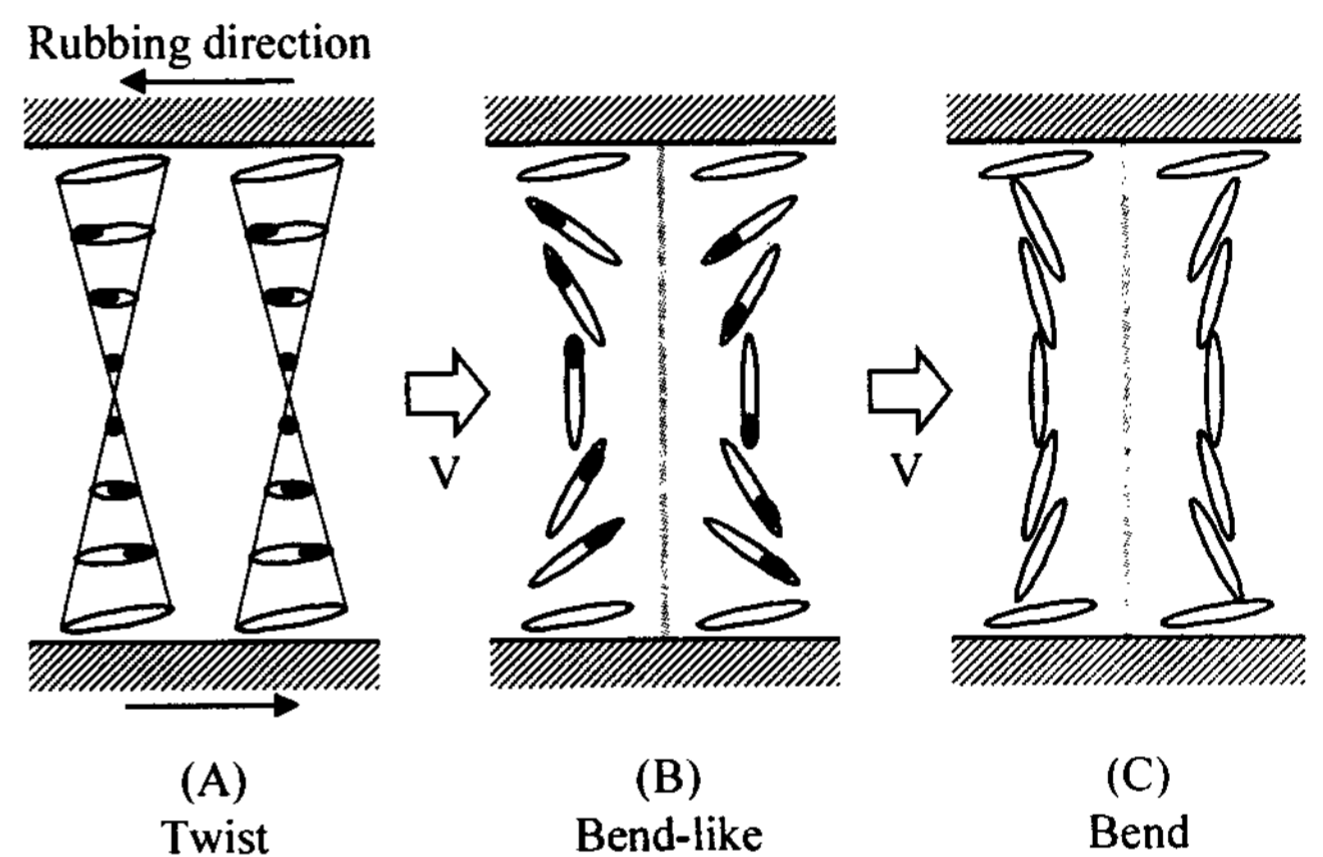 Rubbing direction
V
V
(A)
Twist
(B)
Bend-like
(C)
Bend